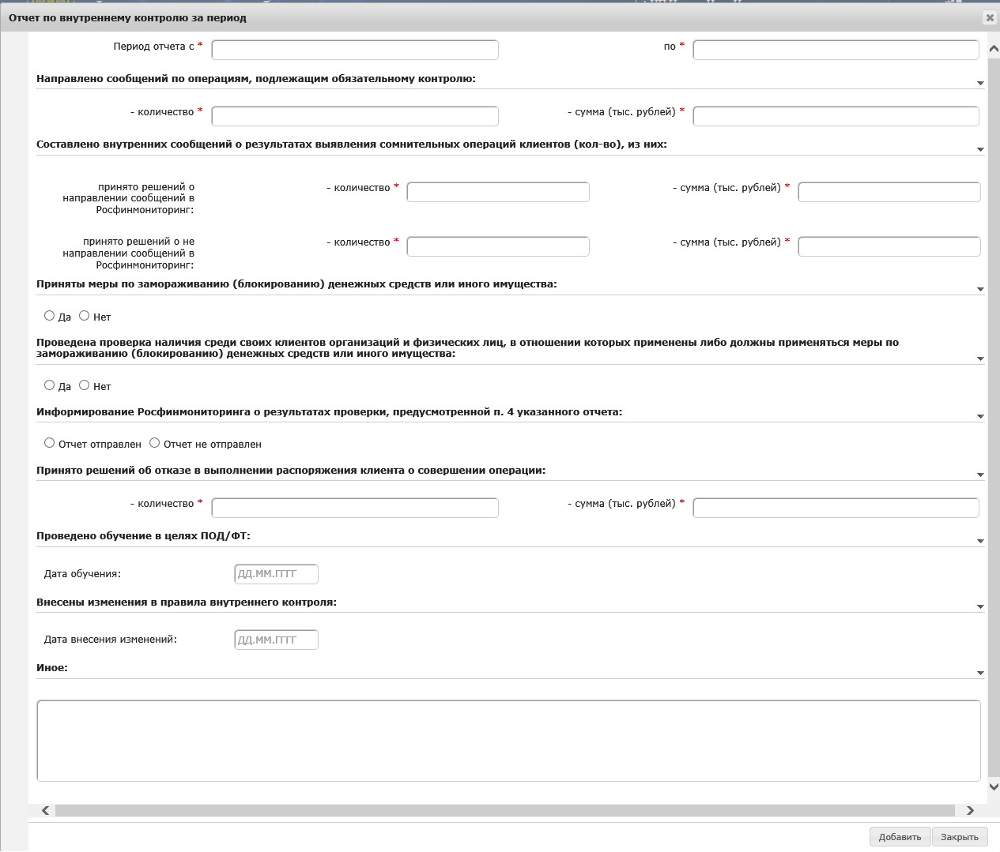 Отчет по внутреннему контролю за период
Период отчета с * по *
Направлено сообщений по операциям, подлежащим обязательному контролю:
- количество * - сумма (тыс. рублей) *
Составлено внутренних сообщений о результатах выявления сомнительных операций клиентов (кол-во), из них:
принято решений о - количество * - сумма (тыс. рублей) *
направлении сообщений в
Росфинмониторинг:
принято решений о не - количество * - сумма (тыс. рублей) *
направлении сообщений в
Росфинмониторинг:
Приняты меры по замораживанию (блокированию) денежных средств или иного имущества:
Да Нет
Проведена проверка наличия среди своих клиентов организаций и физических лиц, в отношении которых применены либо должны применяться меры по
замораживанию (блокированию) денежных средств или иного имущества:
Да Нет
Информирование Росфинмониторинга о результатах проверки, предусмотренной п. 4 указанного отчета:
Отчет отправлен Отчет не отправлен
Принято решений об отказе в выполнении распоряжения клиента о совершении операции:
- количество * - сумма (тыс. рублей) *
Проведено обучение в целях ПОД/ФТ:
Дата обучения: ДД.ММ.ГГГГ
Внесены изменения в правила внутреннего контроля:
Дата внесения изменений: ДД.ММ.ГГГГ
Иное:
Добавить Закрыть